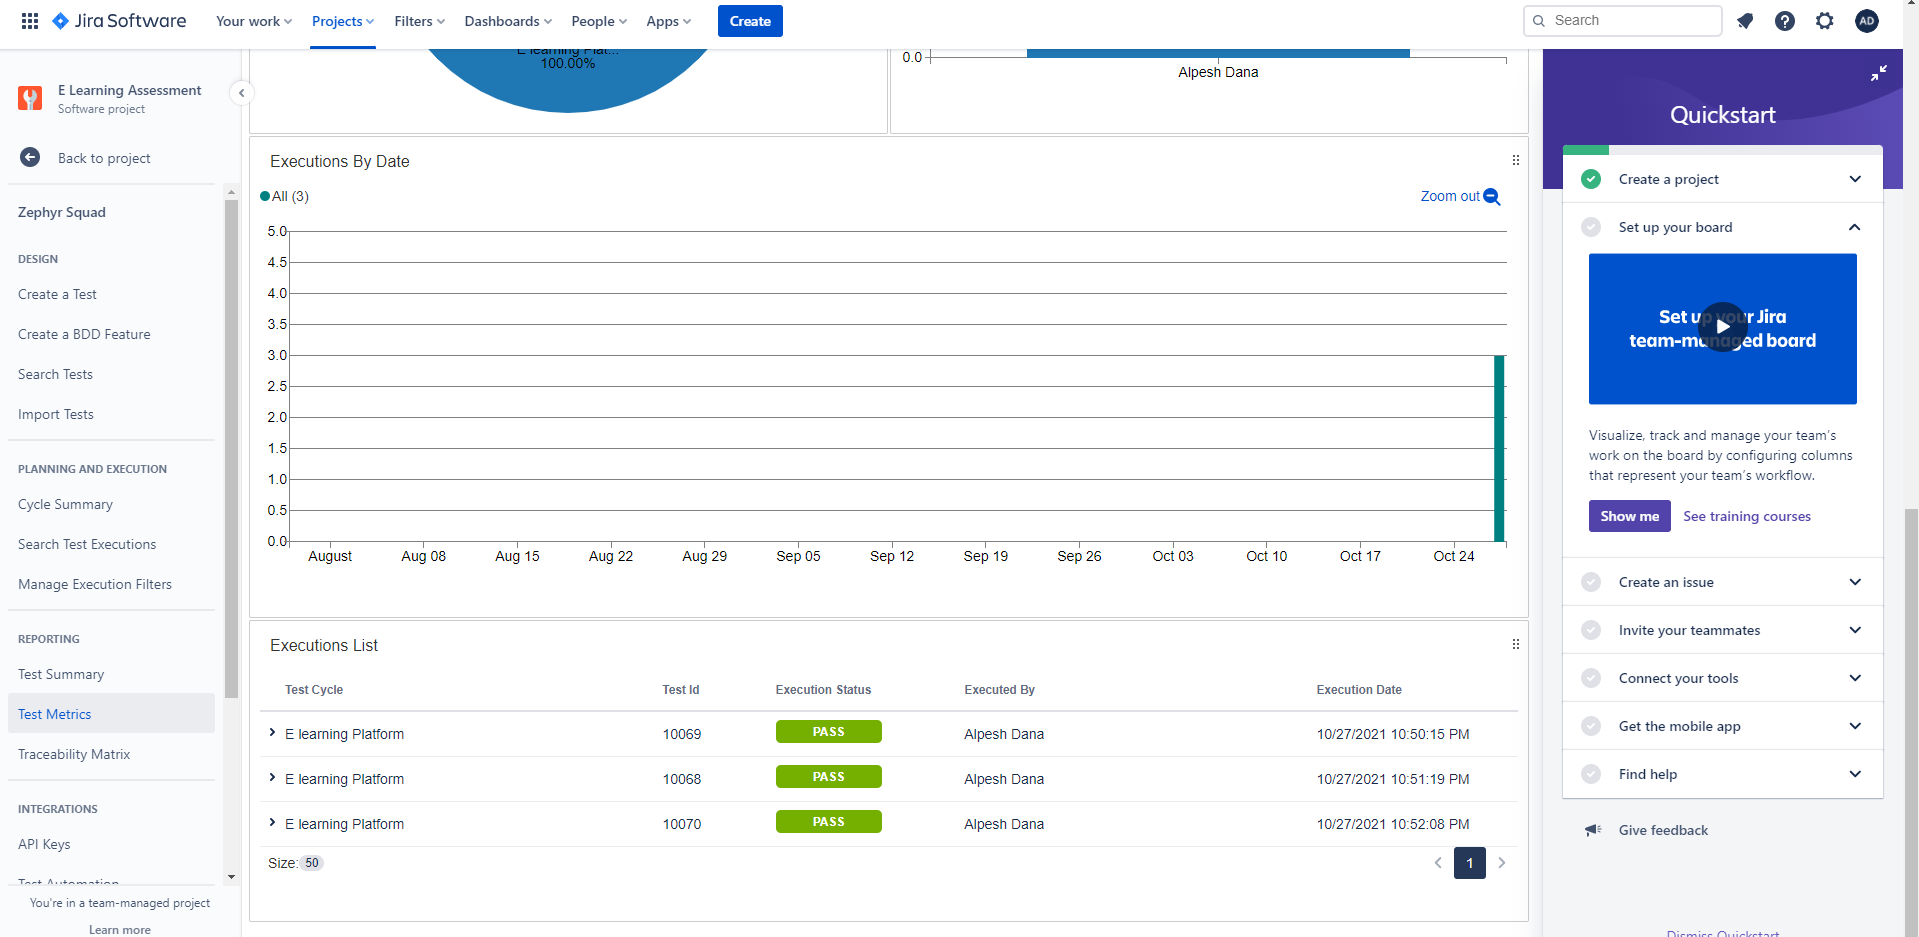 Jira Software
Your work
Projects
Filters
Dashboards
People
Apps
Create
Search
AD
E Learning Assessment
Software project
Back to project
Zephyr Squad
DESIGN
Create a Test
Create a BDD Feature
Search Tests
Import Tests
PLANNING AND EXECUTION
Cycle Summary
Search Test Executions
Manage Execution Filters
REPORTING
Test Summary
Test Metrics
Traceability Matrix
INTEGRATIONS
API Keys
Test Automation
You're in a team-managed project
Learn more
E learning Plat...
100.00%
0.0
Alpesh Dana
Executions By Date
All (3)
Zoom out
5.0
4.5
4.0
3.5
3.0
2.5
2.0
1.5
1.0
0.5
0.0
August Aug 08 Aug 15 Aug 22 Aug 29 Sep 05 Sep 12 Sep 19 Sep 26 Oct 03 Oct 10 Oct 17 Oct 24
Executions List
Test Cycle Test Id Execution Status Executed By Execution Date
E learning Platform 10069 PASS Alpesh Dana 10/27/2021 10:50:15 PM
E learning Platform 10068 PASS Alpesh Dana 10/27/2021 10:51:19 PM
E learning Platform 10070 PASS Alpesh Dana 10/27/2021 10:52:08 PM
Size: 50
1
Quickstart
Create a project
Set up your board
Set up your Jira
team-managed board
Visualize, track and manage your team's
work on the board by configuring columns
that represent your team's workflow.
Show me See training courses
Create an issue
Invite your teammates
Connect your tools
Get the mobile app
Find help
Give feedback
Dismiss Quickstart